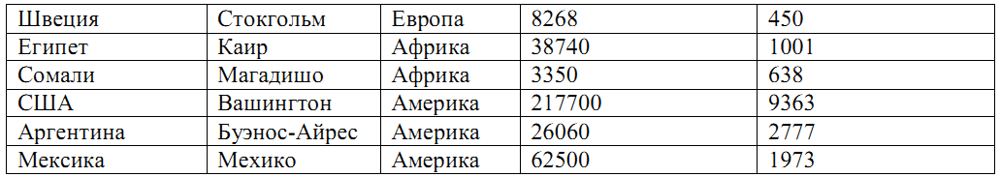 Швеция Стокгольм Европа 8268 450
Египет Каир Африка 38740 1001
Сомали Магадишо Африка 3350 638
США Вашингтон Америка 217700 9363
Аргентина Буэнос-Айрес Америка 26060 2777
Мексика Мехико Америка 62500 1973